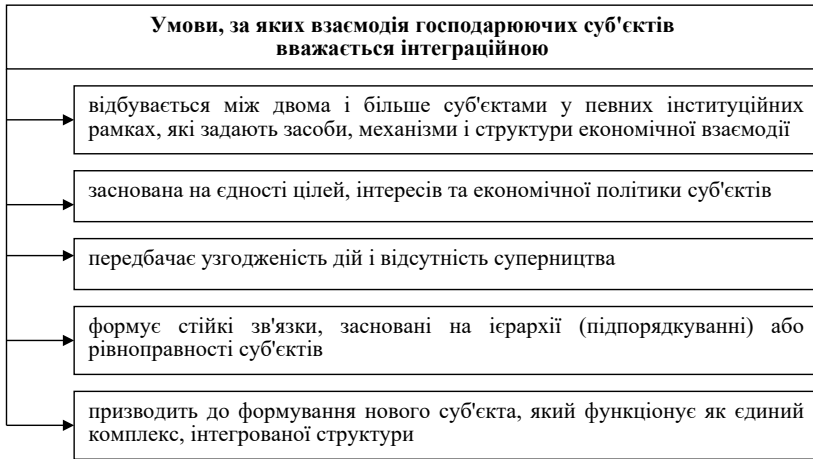 Умови, за яких взаємодія господарюючих суб'єктів
вважається інтеграційною
відбувається між двома і більше суб'єктами у певних інституційних
рамках, які задають засоби, механізми і структури економічної взаємодії
заснована на єдності цілей, інтересів та економічної політики суб'єктів
передбачає узгодженість дій і відсутність суперництва
формує стійкі зв'язки, засновані на ієрархії (підпорядкуванні) або
рівноправності суб'єктів
призводить до формування нового суб'єкта, який функціонує як єдиний
комплекс, інтегрованої структури